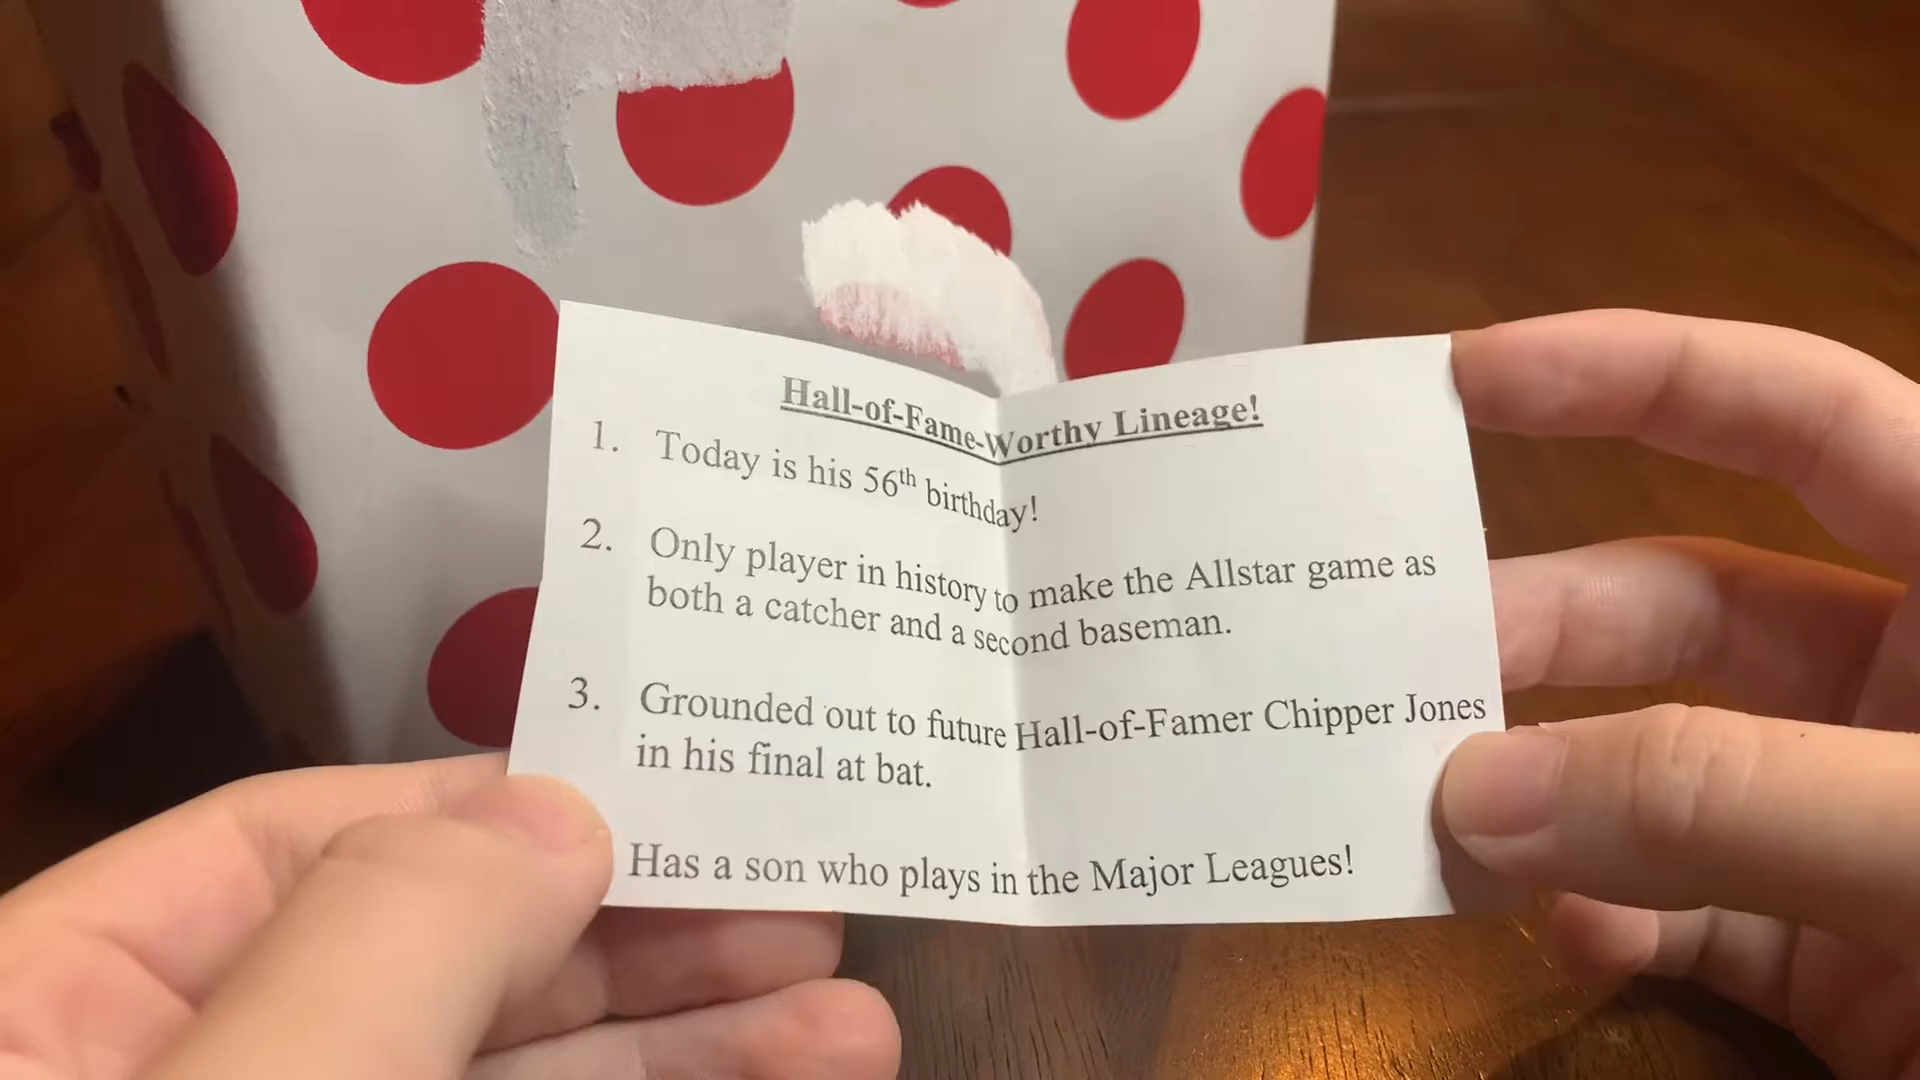 Hall-of-Fame-Worthy Lineage!
1. Today is his 56th birthday!
2. Only player in history to make the Allstar game as
both a catcher and a second baseman.
3. Grounded out to future Hall-of-Famer Chipper Jones
in his final at bat.
Has a son who plays in the Major Leagues!